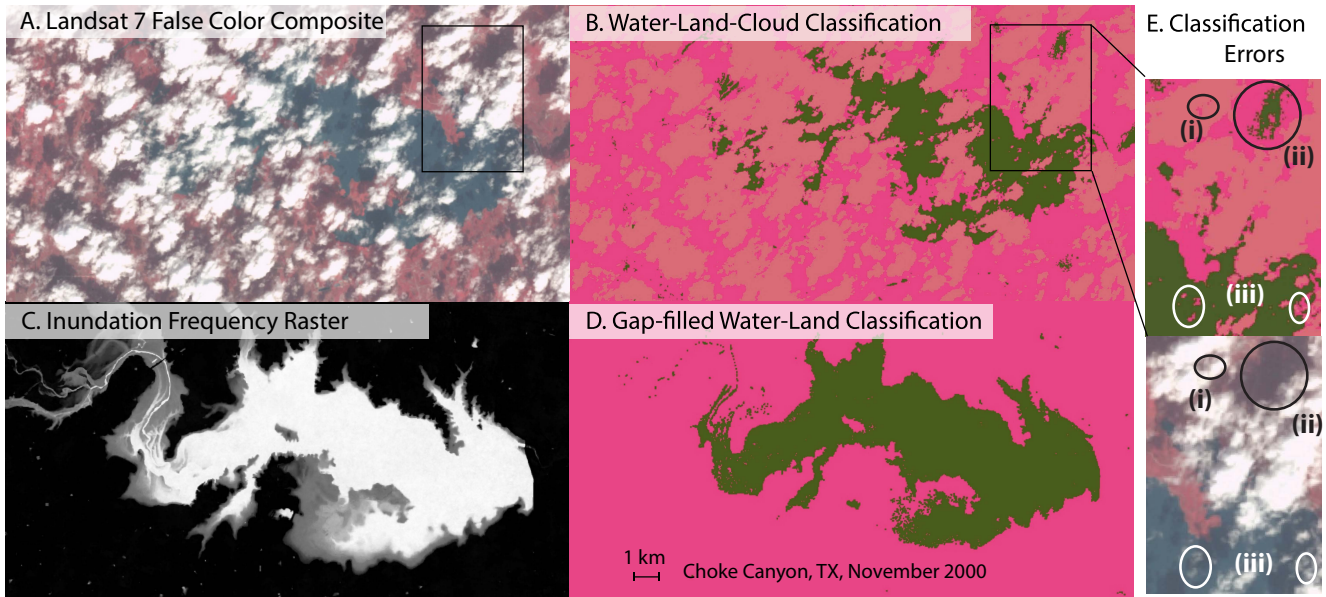 A. Landsat 7 False Color Composite
B. Water-Land-Cloud Classification
E. Classification
Errors
(i)
(ii)
(iii)
C. Inundation Frequency Raster
D. Gap-filled Water-Land Classification
(i)
(ii)
(iii)
1 km
Choke Canyon, TX, November 2000